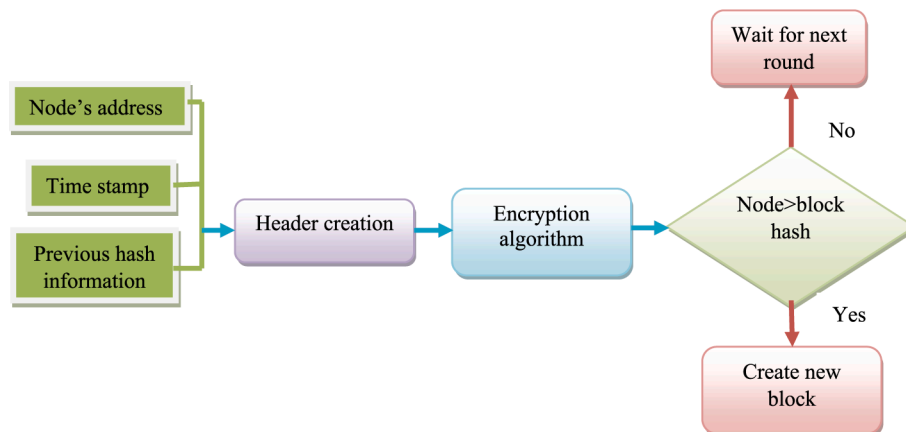 Node’s address
Time stamp
Previous hash
information
Header creation
Encryption
algorithm
Node>block
hash
No
Wait for next
round
Yes
Create new
block